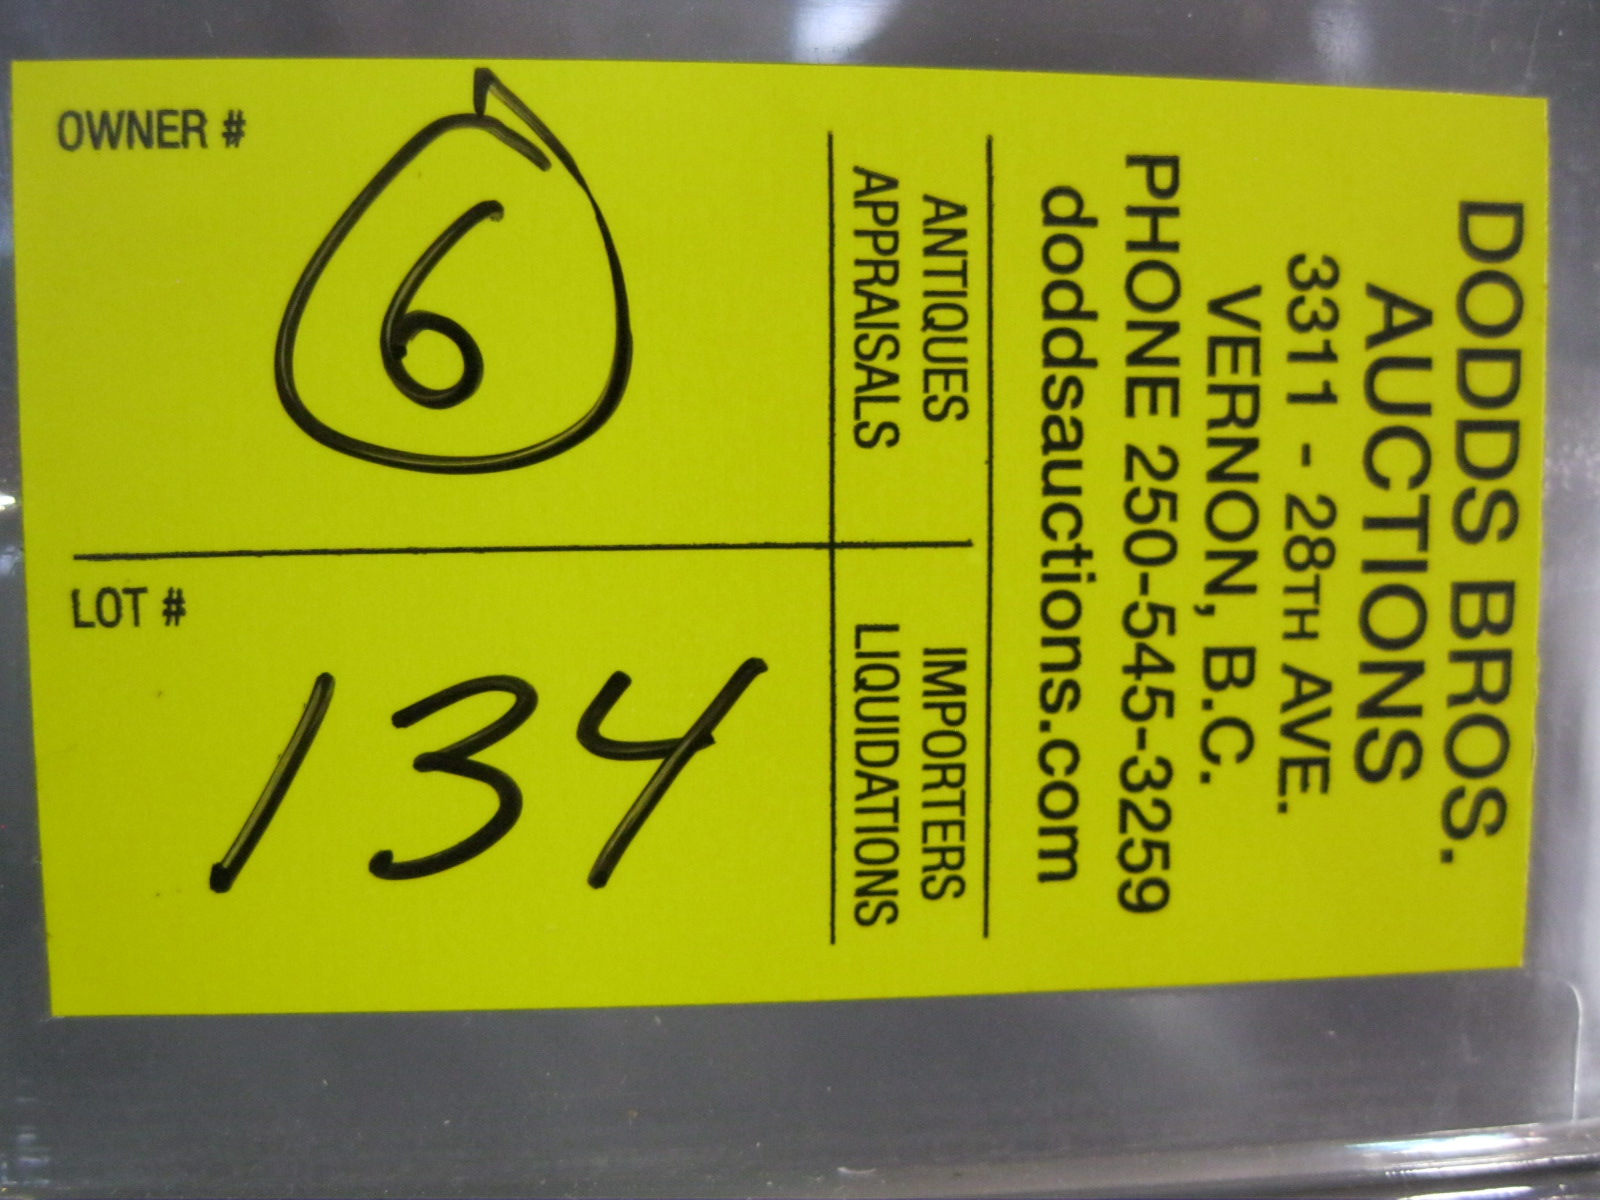 DODDS BROS.
AUCTIONS
3311 - 28TH AVE.
VERNON, B.C.
PHONE 250-545-3259
doddsauctions.com
ANTIQUES
APPRAISALS
IMPORTERS
LIQUIDATIONS
OWNER #
6
LOT #
134